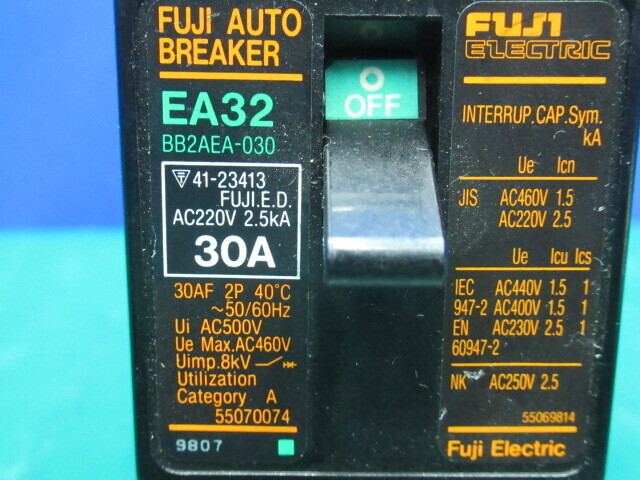 FUJI AUTO
BREAKER
EA32
BB2AEA-030
41-23413
FUJI.E.D.
AC220V 2.5kA
30A
30AF 2P 40°C
~50/60Hz
Ui AC500V
Ue Max.AC460V
Uimp.8kV
Utilization
Category A
55070074
9807
OFF
FUJI
ELECTRIC
INTERRUP.CAP.Sym.
kA
Ue Icn
JIS AC460V 1.5
AC220V 2.5
Ue Icu Ics
IEC AC440V 1.5 1
947-2 AC400V 1.5 1
EN AC230V 2.5 1
60947-2
NK AC250V 2.5
55069814
Fuji Electric